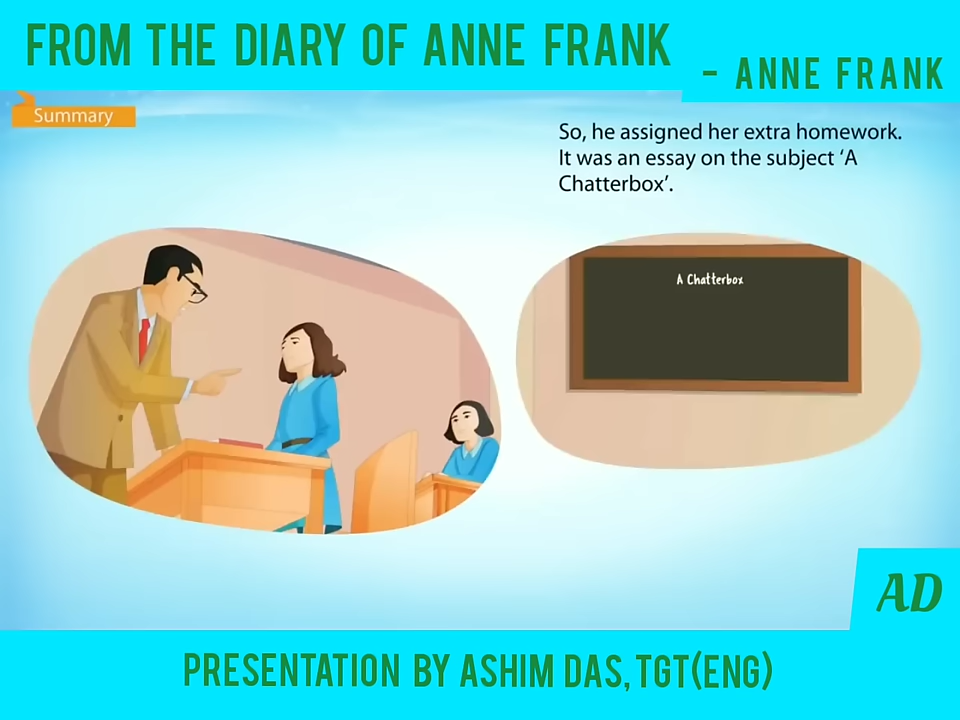 FROM THE DIARY OF ANNE FRANK
- ANNE FRANK
Summary
So, he assigned her extra homework.
It was an essay on the subject ‘A
Chatterbox’.
A Chatterbox
AD
PRESENTATION BY ASHIM DAS, TGT(ENG)